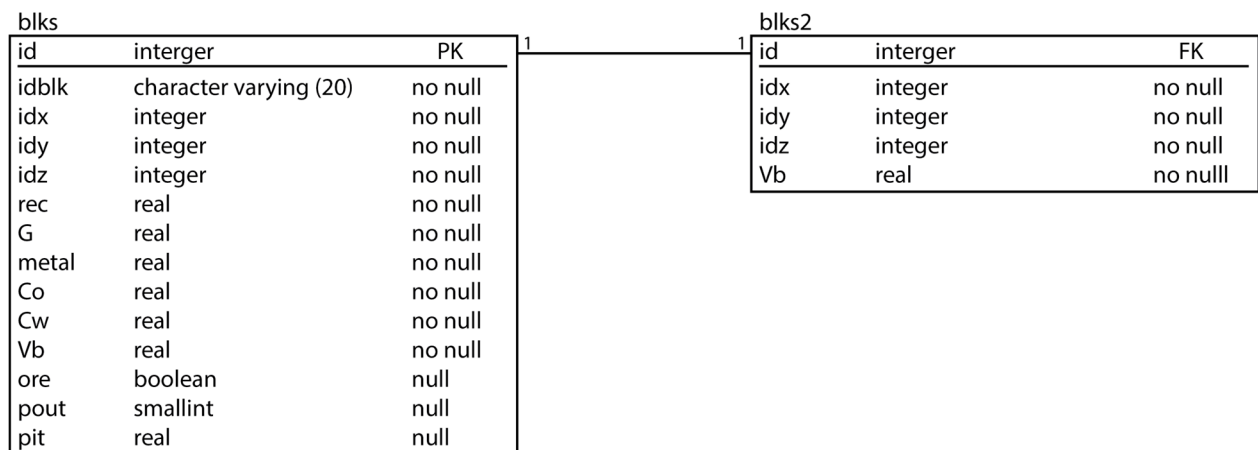 blks
id interger PK
idblk character varying (20) no null
idx integer no null
idy integer no null
idz integer no null
rec real no null
G real no null
metal real no null
Co real no null
Cw real no null
Vb real no null
ore boolean null
pout smallint null
pit real null
1 1
blks2
id interger FK
idx integer no null
idy integer no null
idz integer no null
Vb real no nulll